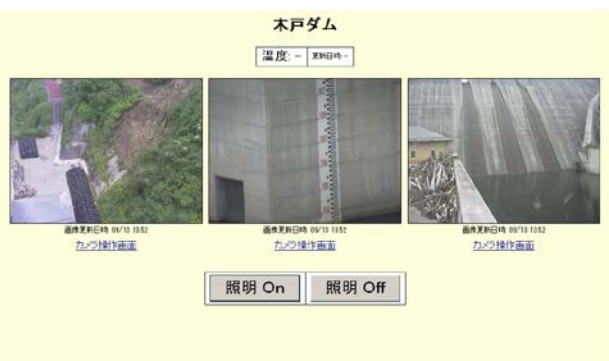 木戸ダム
温度: - 更新日時: -
画像更新日時 09/13 13:52
画像更新日時 09/13 13:52
画像更新日時 09/13 13:52
カメラ操作画面
カメラ操作画面
カメラ操作画面
照明 On
照明 Off